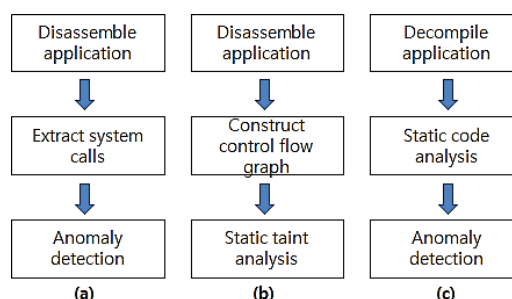 Disassemble
application
Extract system
calls
Anomaly
detection
(a)
Disassemble
application
Construct
control flow
graph
Static taint
analysis
(b)
Decompile
application
Static code
analysis
Anomaly
detection
(c)